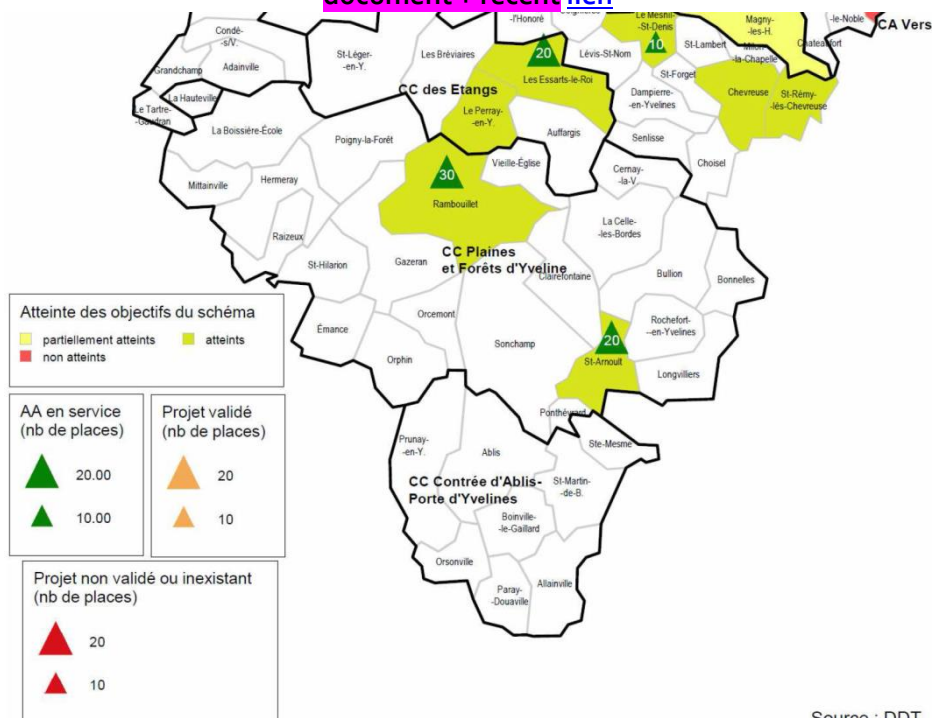 document + récent lien
-l'Honoré
Le Mesnil-
-St-Denis
Magny
-les-H.
-le-Noble
CA Vers
Condé-
-s/V.
Adainville
Grandchamp
La Hauteville
Le Tartre-
-Gaudran
St-Léger-
-en-Y.
Les Bréviaires
20
Les Essarts-le-Roi
Lévis-St-Nom
10
St-Lambert
Milon-
-la-Chapelle
Chateaufort
St-Forget
Dampierre-
-en-Yvelines
Chevreuse
St-Rémy-
-lès-Chevreuse
CC des Etangs
Le Perray-
-en-Y.
Auffargis
Senlisse
Choisel
La Boissière-École
Poigny-la-Forêt
Mittainville
Hermeray
Raizeux
30
Rambouillet
Vieille-Église
Cernay-
-la-V.
La Celle-
-les-Bordes
CC Plaines
et Forêts d'Yveline
St-Hilarion
Gazeran
Clairefontaine
Bullion
Bonnelles
Émance
Orcemont
Orphin
Sonchamp
20
St-Arnoult
Rochefort-
--en-Yvelines
Longvilliers
Ponthévrard
Ste-Mesme
Prunay-
-en-Y.
Ablis
CC Contrée d'Ablis-
Porte d'Yvelines
St-Martin-
-de-B.
Boinville-
-le-Gaillard
Orsonville
Paray-
-Douaville
Allainville
Atteinte des objectifs du schéma
partiellement atteints
atteints
non atteints
AA en service
(nb de places)
20.00
10.00
Projet validé
(nb de places)
20
10
Projet non validé ou inexistant
(nb de places)
20
10
Source : DDT